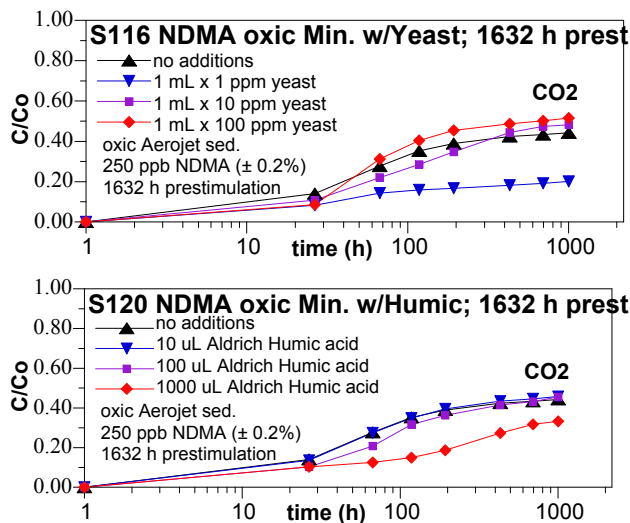 S116 NDMA oxic Min. w/Yeast; 1632 h prest
1.00
0.80
0.60
0.40
0.20
0.00
C/Co
no additions
1 mL x 1 ppm yeast
1 mL x 10 ppm yeast
1 mL x 100 ppm yeast
oxic Aerojet sed.
250 ppb NDMA (± 0.2%)
1632 h prestimulation
CO2
1 10 100 1000
time (h)
S120 NDMA oxic Min. w/Humic; 1632 h prest
1.00
0.80
0.60
0.40
0.20
0.00
C/Co
no additions
10 uL Aldrich Humic acid
100 uL Aldrich Humic acid
1000 uL Aldrich Humic acid
oxic Aerojet sed.
250 ppb NDMA (± 0.2%)
1632 h prestimulation
CO2
1 10 100 1000
time (h)